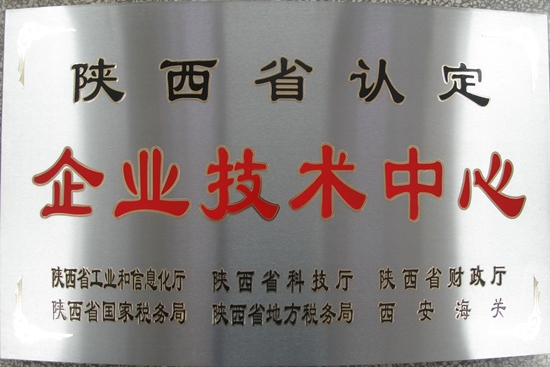 陕西省认定
企业技术中心
陕西省工业和信息化厅 陕西省科技厅 陕西省财政厅
陕西省国家税务局 陕西省地方税务局 西安海关